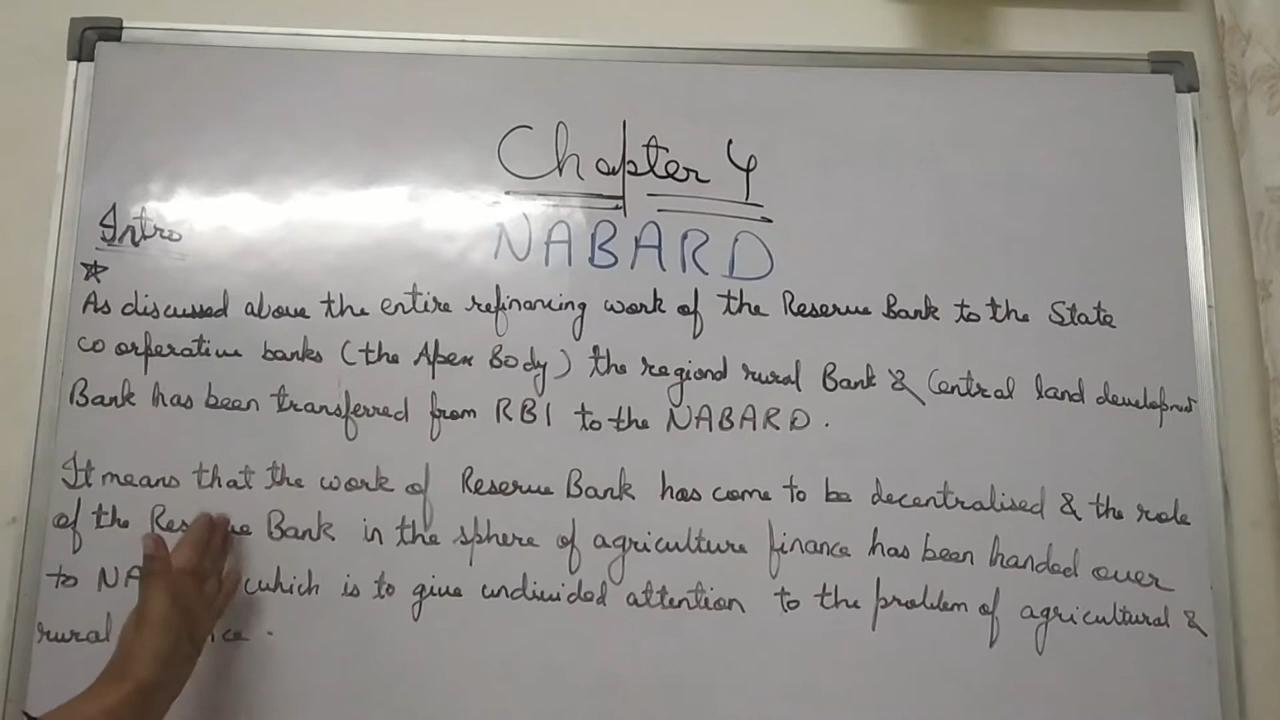 Chapter 4
NABARD
Intro
As discussed above the entire refinancing work of the Reserve Bank to the State
co orperative banks (the Apex Body) the regiond rural Bank & Central land development
Bank has been transferred from RBI to the NABARD.
It means that the work of Reserve Bank has come to be decentralised & the role
of the Bank in the sphere of agriculture finance has been handed over
to which is to give undivided attention to the problem of agricultural &
rural